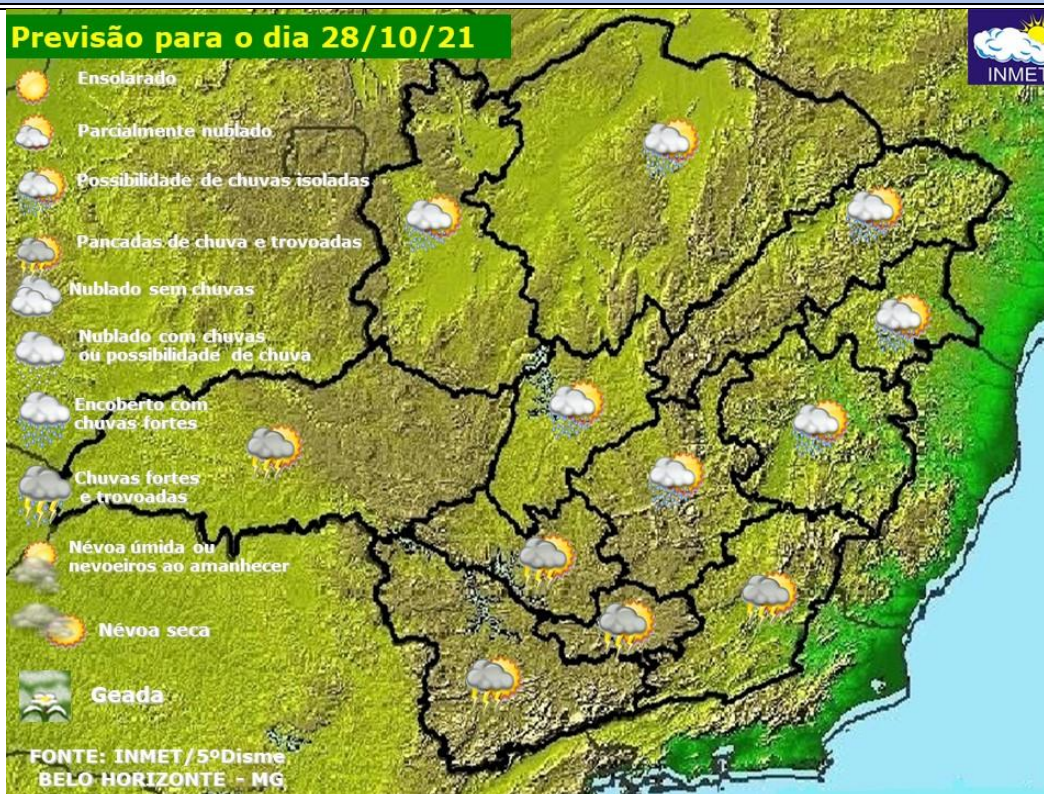 Previsão para o dia 28/10/21
INMET
Ensolarado
Parcialmente nublado
Possibilidade de chuvas isoladas
Pancadas de chuva e trovoadas
Nublado sem chuvas
Nublado com chuvas
ou possibilidade de chuva
Encoberto com
chuvas fortes
Chuvas fortes
e trovoadas
Névoa úmida ou
nevoeiros ao amanhecer
Névoa seca
Geada
FONTE: INMET/5ºDisme
BELO HORIZONTE - MG